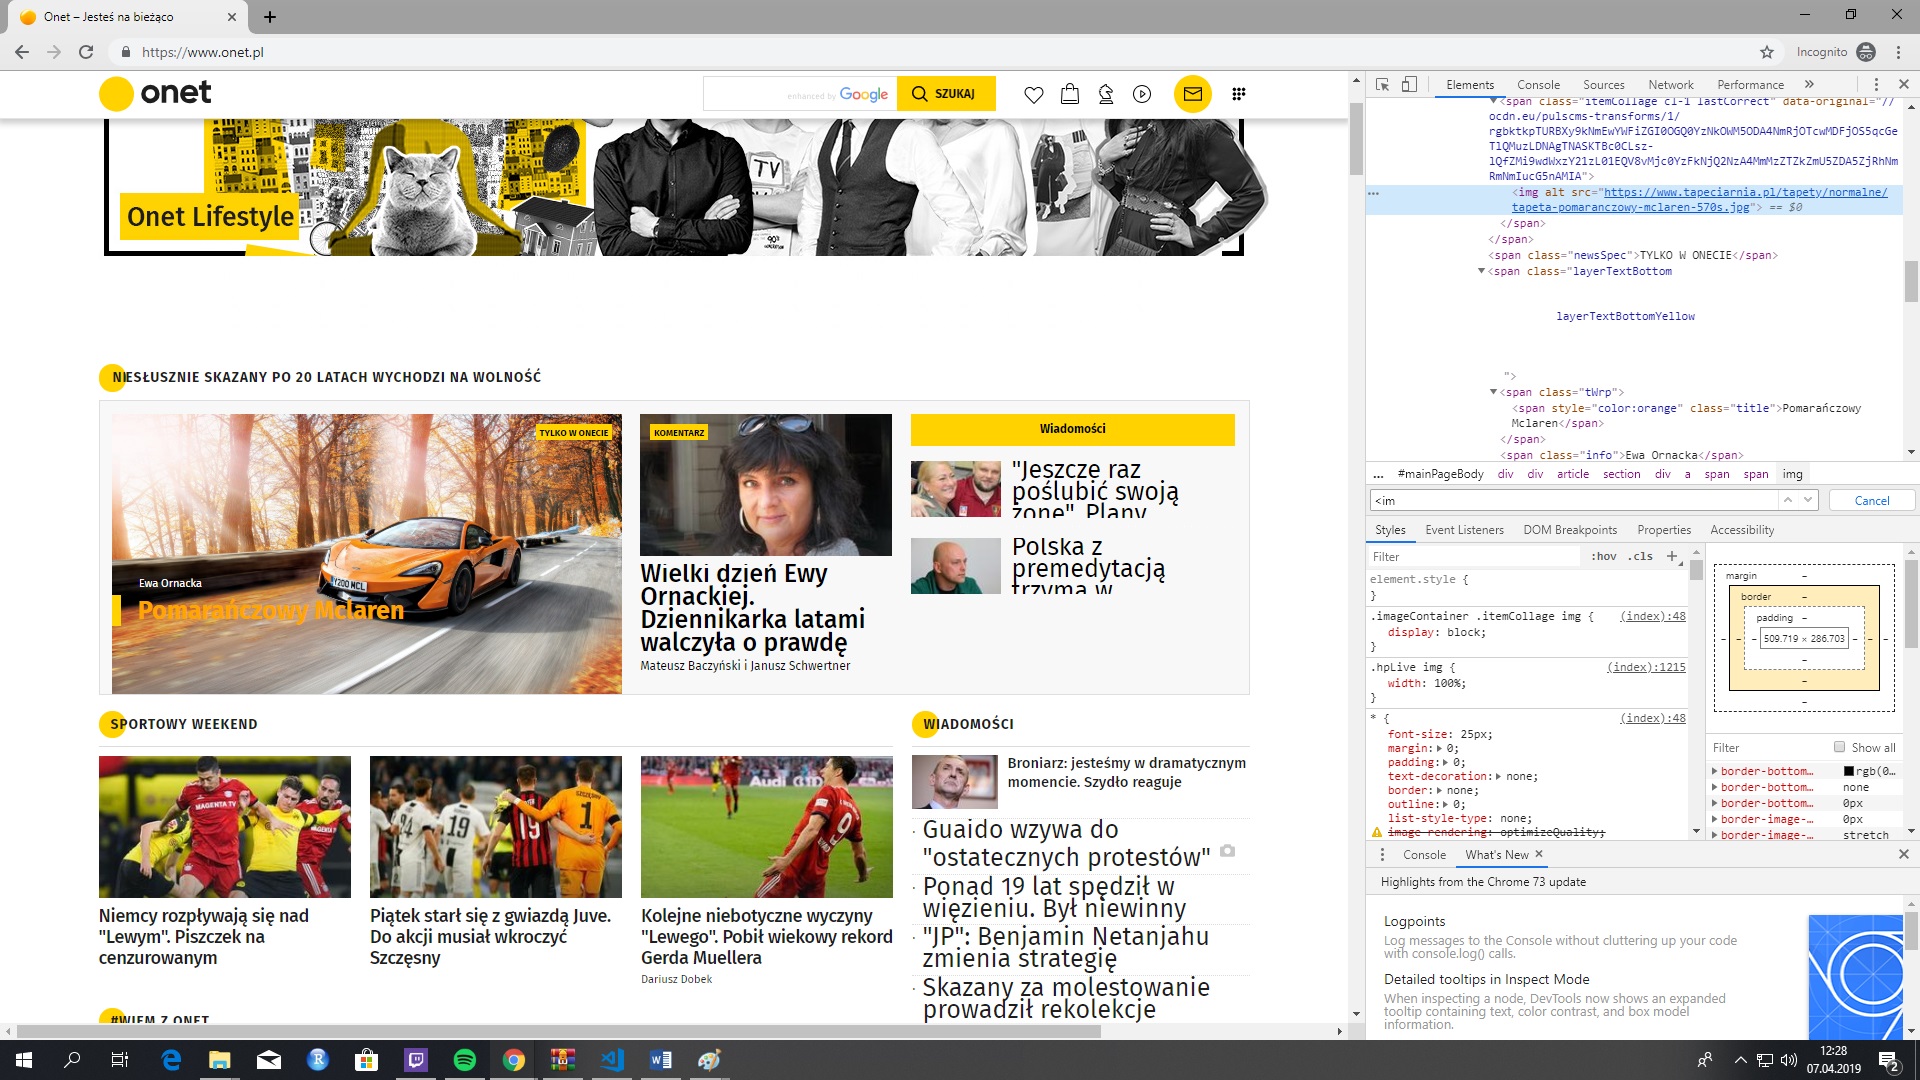 Onet – Jesteś na bieżąco
https://www.onet.pl
Incognito
onet
enhanced by Google
SZUKAJ
TV
90's
Onet Lifestyle
NIESŁUSZNIE SKAZANY PO 20 LATACH WYCHODZI NA WOLNOŚĆ
TYLKO W ONECIE
Y200 MCL
Ewa Ornacka
Pomarańczowy Mclaren
KOMENTARZ
Wielki dzień Ewy
Ornackiej.
Dziennikarka latami
walczyła o prawdę
Mateusz Baczyński i Janusz Schwertner
Wiadomości
"Jeszcze raz
poślubić swoją
żonę". Plany
Polska z
premedytacją
trzyma w
SPORTOWY WEEKEND
Niemcy rozpływają się nad
"Lewym". Piszczek na
cenzurowanym
19
19
1
Piątek starł się z gwiazdą Juve.
Do akcji musiał wkroczyć
Szczęsny
Audi
9
Kolejne niebotyczne wyczyny
"Lewego". Pobił wiekowy rekord
Gerda Muellera
Dariusz Dobek
WIADOMOŚCI
Broniarz: jesteśmy w dramatycznym
momencie. Szydło reaguje
Guaido wzywa do
"ostatecznych protestów"
Ponad 19 lat spędził w
więzieniu. Był niewinny
"JP": Benjamin Netanjahu
zmienia strategię
Skazany za molestowanie
prowadził rekolekcje
#WIEM Z ONET
Elements Console Sources Network Performance
<span class="itemCollage cl-1 lastCorrect" data-original="//
ocdn.eu/pulscms-transforms/1/
<img alt src="https://www.tapeciarnia.pl/tapety/normalne/
tapeta-pomaranczowy-mclaren-570s.jpg"> == $0
</span>
</span>
<span class="newsSpec">TYLKO W ONECIE</span>
<span class="layerTextBottom
layerTextBottomYellow
">
<span class="tWrp">
<span style="color:orange" class="title">Pomarańczowy
Mclaren</span>
</span>
<span class="info">Ewa Ornacka</span>
... #mainPageBody div div article section div a span span img
<im
Cancel
Styles Event Listeners DOM Breakpoints Properties Accessibility
Filter :hov .cls +
element.style {
}
.imageContainer .itemCollage img { (index):48
display: block;
}
.hpLive img { (index):1215
width: 100%;
}
* { (index):48
font-size: 25px;
margin: 0;
padding: 0;
text-decoration: none;
border: none;
outline: 0;
list-style-type: none;
image-rendering: optimizeQuality;
margin –
border –
padding –
– – – 509.719 × 286.703 – – –
–
–
–
Filter Show all
border-bottom… rgb(0…
border-bottom… none
border-bottom… 0px
border-image-… 0px
border-image-… stretch
Console What's New
Highlights from the Chrome 73 update
Logpoints
Log messages to the Console without cluttering up your code
with console.log() calls.
Detailed tooltips in Inspect Mode
When inspecting a node, DevTools now shows an expanded
tooltip containing text, color contrast, and box model
information.
12:28
07.04.2019
2